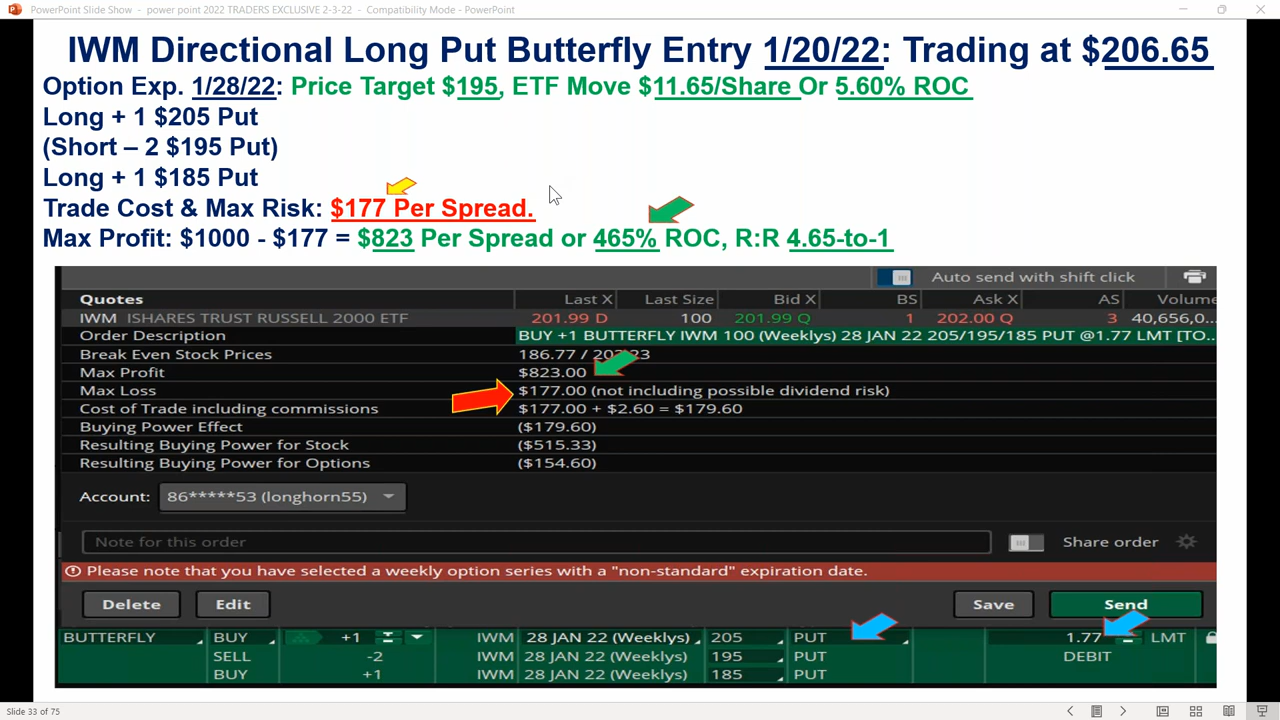 PowerPoint Slide Show - power point 2022 TRADERS EXCLUSIVE 2-3-22 - Compatibility Mode - PowerPoint
IWM Directional Long Put Butterfly Entry 1/20/22: Trading at $206.65
Option Exp. 1/28/22: Price Target $195, ETF Move $11.65/Share Or 5.60% ROC
Long + 1 $205 Put
(Short – 2 $195 Put)
Long + 1 $185 Put
Trade Cost & Max Risk: $177 Per Spread.
Max Profit: $1000 - $177 = $823 Per Spread or 465% ROC, R:R 4.65-to-1
Auto send with shift click
Quotes Last X Last Size Bid X BS Ask X AS Volume
IWM ISHARES TRUST RUSSELL 2000 ETF 201.99 D 100 201.99 Q 1 202.00 Q 3 40,656,0...
Order Description BUY +1 BUTTERFLY IWM 100 (Weeklys) 28 JAN 22 205/195/185 PUT @1.77 LMT [TO...
Break Even Stock Prices 186.77 / 203.23
Max Profit $823.00
Max Loss $177.00 (not including possible dividend risk)
Cost of Trade including commissions $177.00 + $2.60 = $179.60
Buying Power Effect ($179.60)
Resulting Buying Power for Stock ($515.33)
Resulting Buying Power for Options ($154.60)
Account: 86*****53 (longhorn55)
Note for this order Share order
Please note that you have selected a weekly option series with a "non-standard" expiration date.
Delete Edit Save Send
BUTTERFLY BUY +1 IWM 28 JAN 22 (Weeklys) 205 PUT 1.77 LMT
SELL -2 IWM 28 JAN 22 (Weeklys) 195 PUT DEBIT
BUY +1 IWM 28 JAN 22 (Weeklys) 185 PUT
Slide 33 of 75